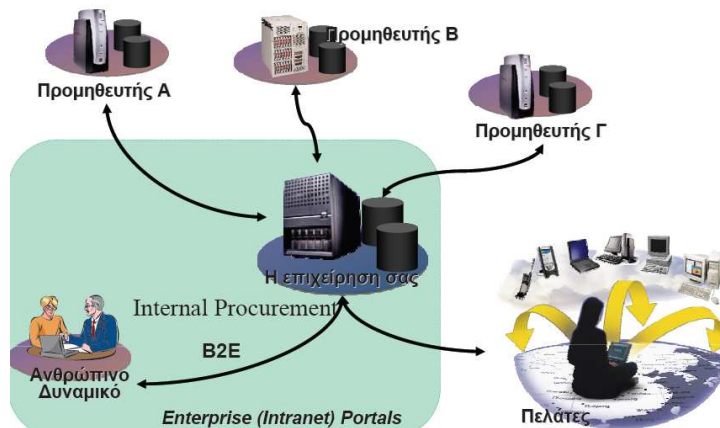 Προμηθευτής Β
Προμηθευτής Α
Προμηθευτής Γ
Η επιχείρηση σας
Internal Procurement
B2E
Ανθρώπινο
Δυναμικό
Enterprise (Intranet) Portals
Πελάτες